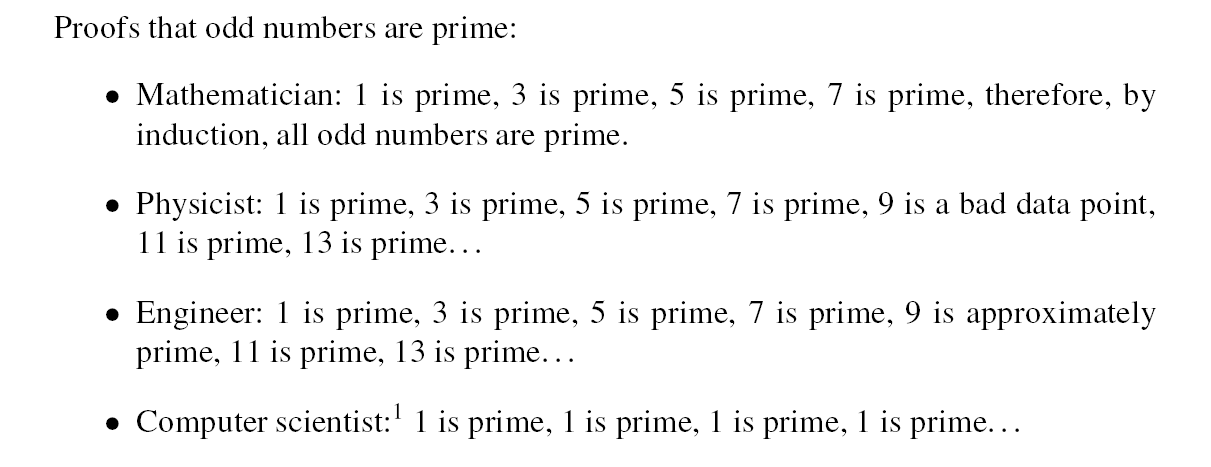 Proofs that odd numbers are prime:
• Mathematician: 1 is prime, 3 is prime, 5 is prime, 7 is prime, therefore, by
induction, all odd numbers are prime.
• Physicist: 1 is prime, 3 is prime, 5 is prime, 7 is prime, 9 is a bad data point,
11 is prime, 13 is prime…
• Engineer: 1 is prime, 3 is prime, 5 is prime, 7 is prime, 9 is approximately
prime, 11 is prime, 13 is prime…
• Computer scientist:¹ 1 is prime, 1 is prime, 1 is prime, 1 is prime…